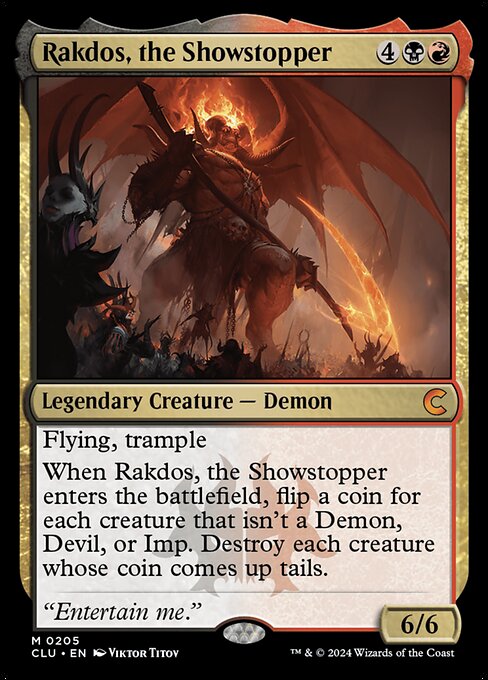 Rakdos, the Showstopper 4
Legendary Creature — Demon C
Flying, trample
When Rakdos, the Showstopper
enters the battlefield, flip a coin for
each creature that isn't a Demon,
Devil, or Imp. Destroy each creature
whose coin comes up tails.
“Entertain me.”
6/6
M 0205
CLU • EN Viktor Titov
™ & © 2024 Wizards of the Coast